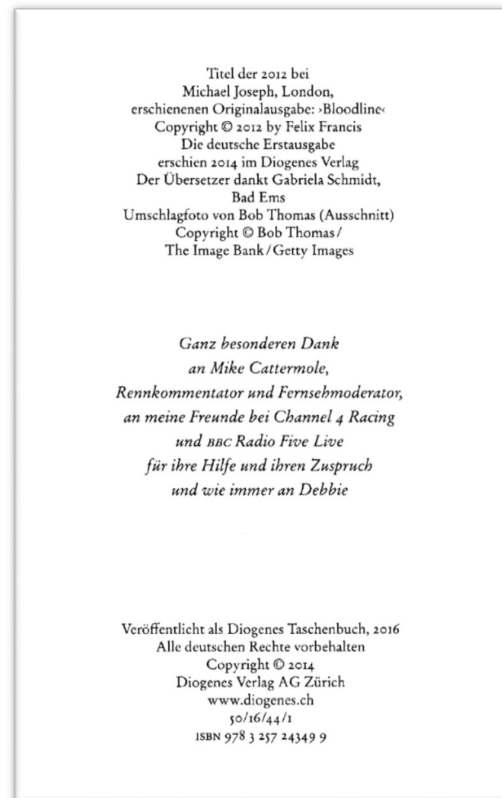 Titel der 2012 bei
Michael Joseph, London,
erschienenen Originalausgabe: ›Bloodline‹
Copyright © 2012 by Felix Francis
Die deutsche Erstausgabe
erschien 2014 im Diogenes Verlag
Der Übersetzer dankt Gabriela Schmidt,
Bad Ems
Umschlagfoto von Bob Thomas (Ausschnitt)
Copyright © Bob Thomas/
The Image Bank/Getty Images
Ganz besonderen Dank
an Mike Cattermole,
Rennkommentator und Fernsehmoderator,
an meine Freunde bei Channel 4 Racing
und BBC Radio Five Live
für ihre Hilfe und ihren Zuspruch
und wie immer an Debbie
Veröffentlicht als Diogenes Taschenbuch, 2016
Alle deutschen Rechte vorbehalten
Copyright © 2014
Diogenes Verlag AG Zürich
www.diogenes.ch
50/16/44/1
ISBN 978 3 257 24349 9